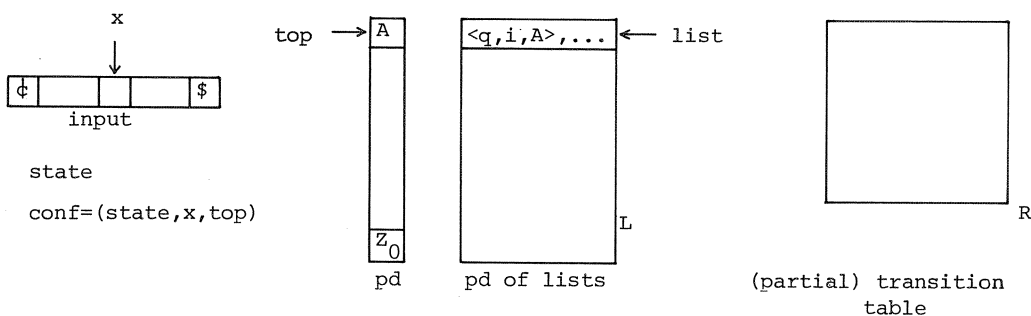 x
¢ $
input
state
conf=(state,x,top)
top
A
Z0
pd
<q,i,A>,...
list
L
pd of lists
R
(partial) transition
table